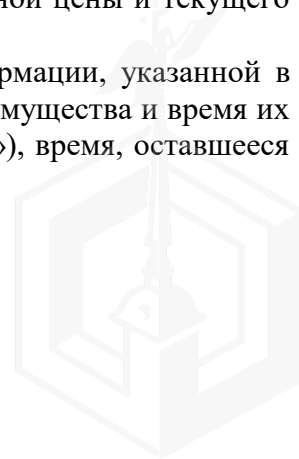 ной цены и текущего
рмации, указанной в
мущества и время их
»), время, оставшееся